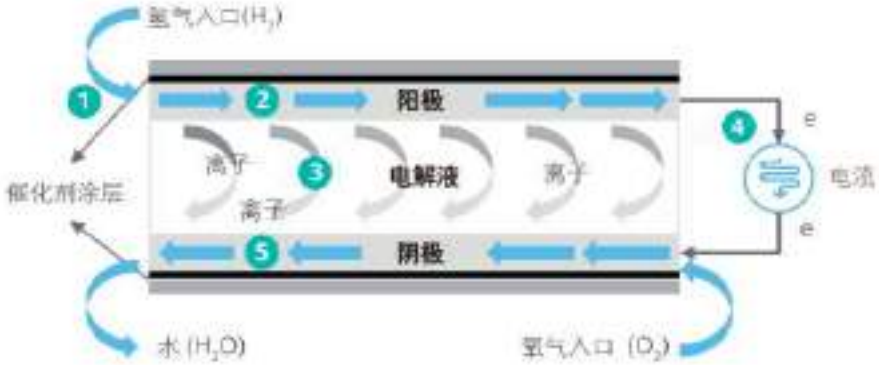 氢气入口(H₂)
1
2
阳极
4
e
离子
3
电解液
离子
电流
催化剂涂层
离子
e
5
阴极
水 (H₂O)
氧气入口 (O₂)